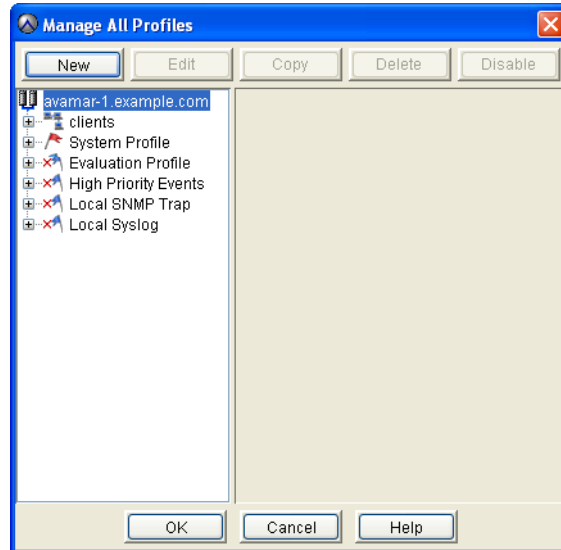 Manage All Profiles
New Edit Copy Delete Disable
avamar-1.example.com
clients
System Profile
Evaluation Profile
High Priority Events
Local SNMP Trap
Local Syslog
OK Cancel Help